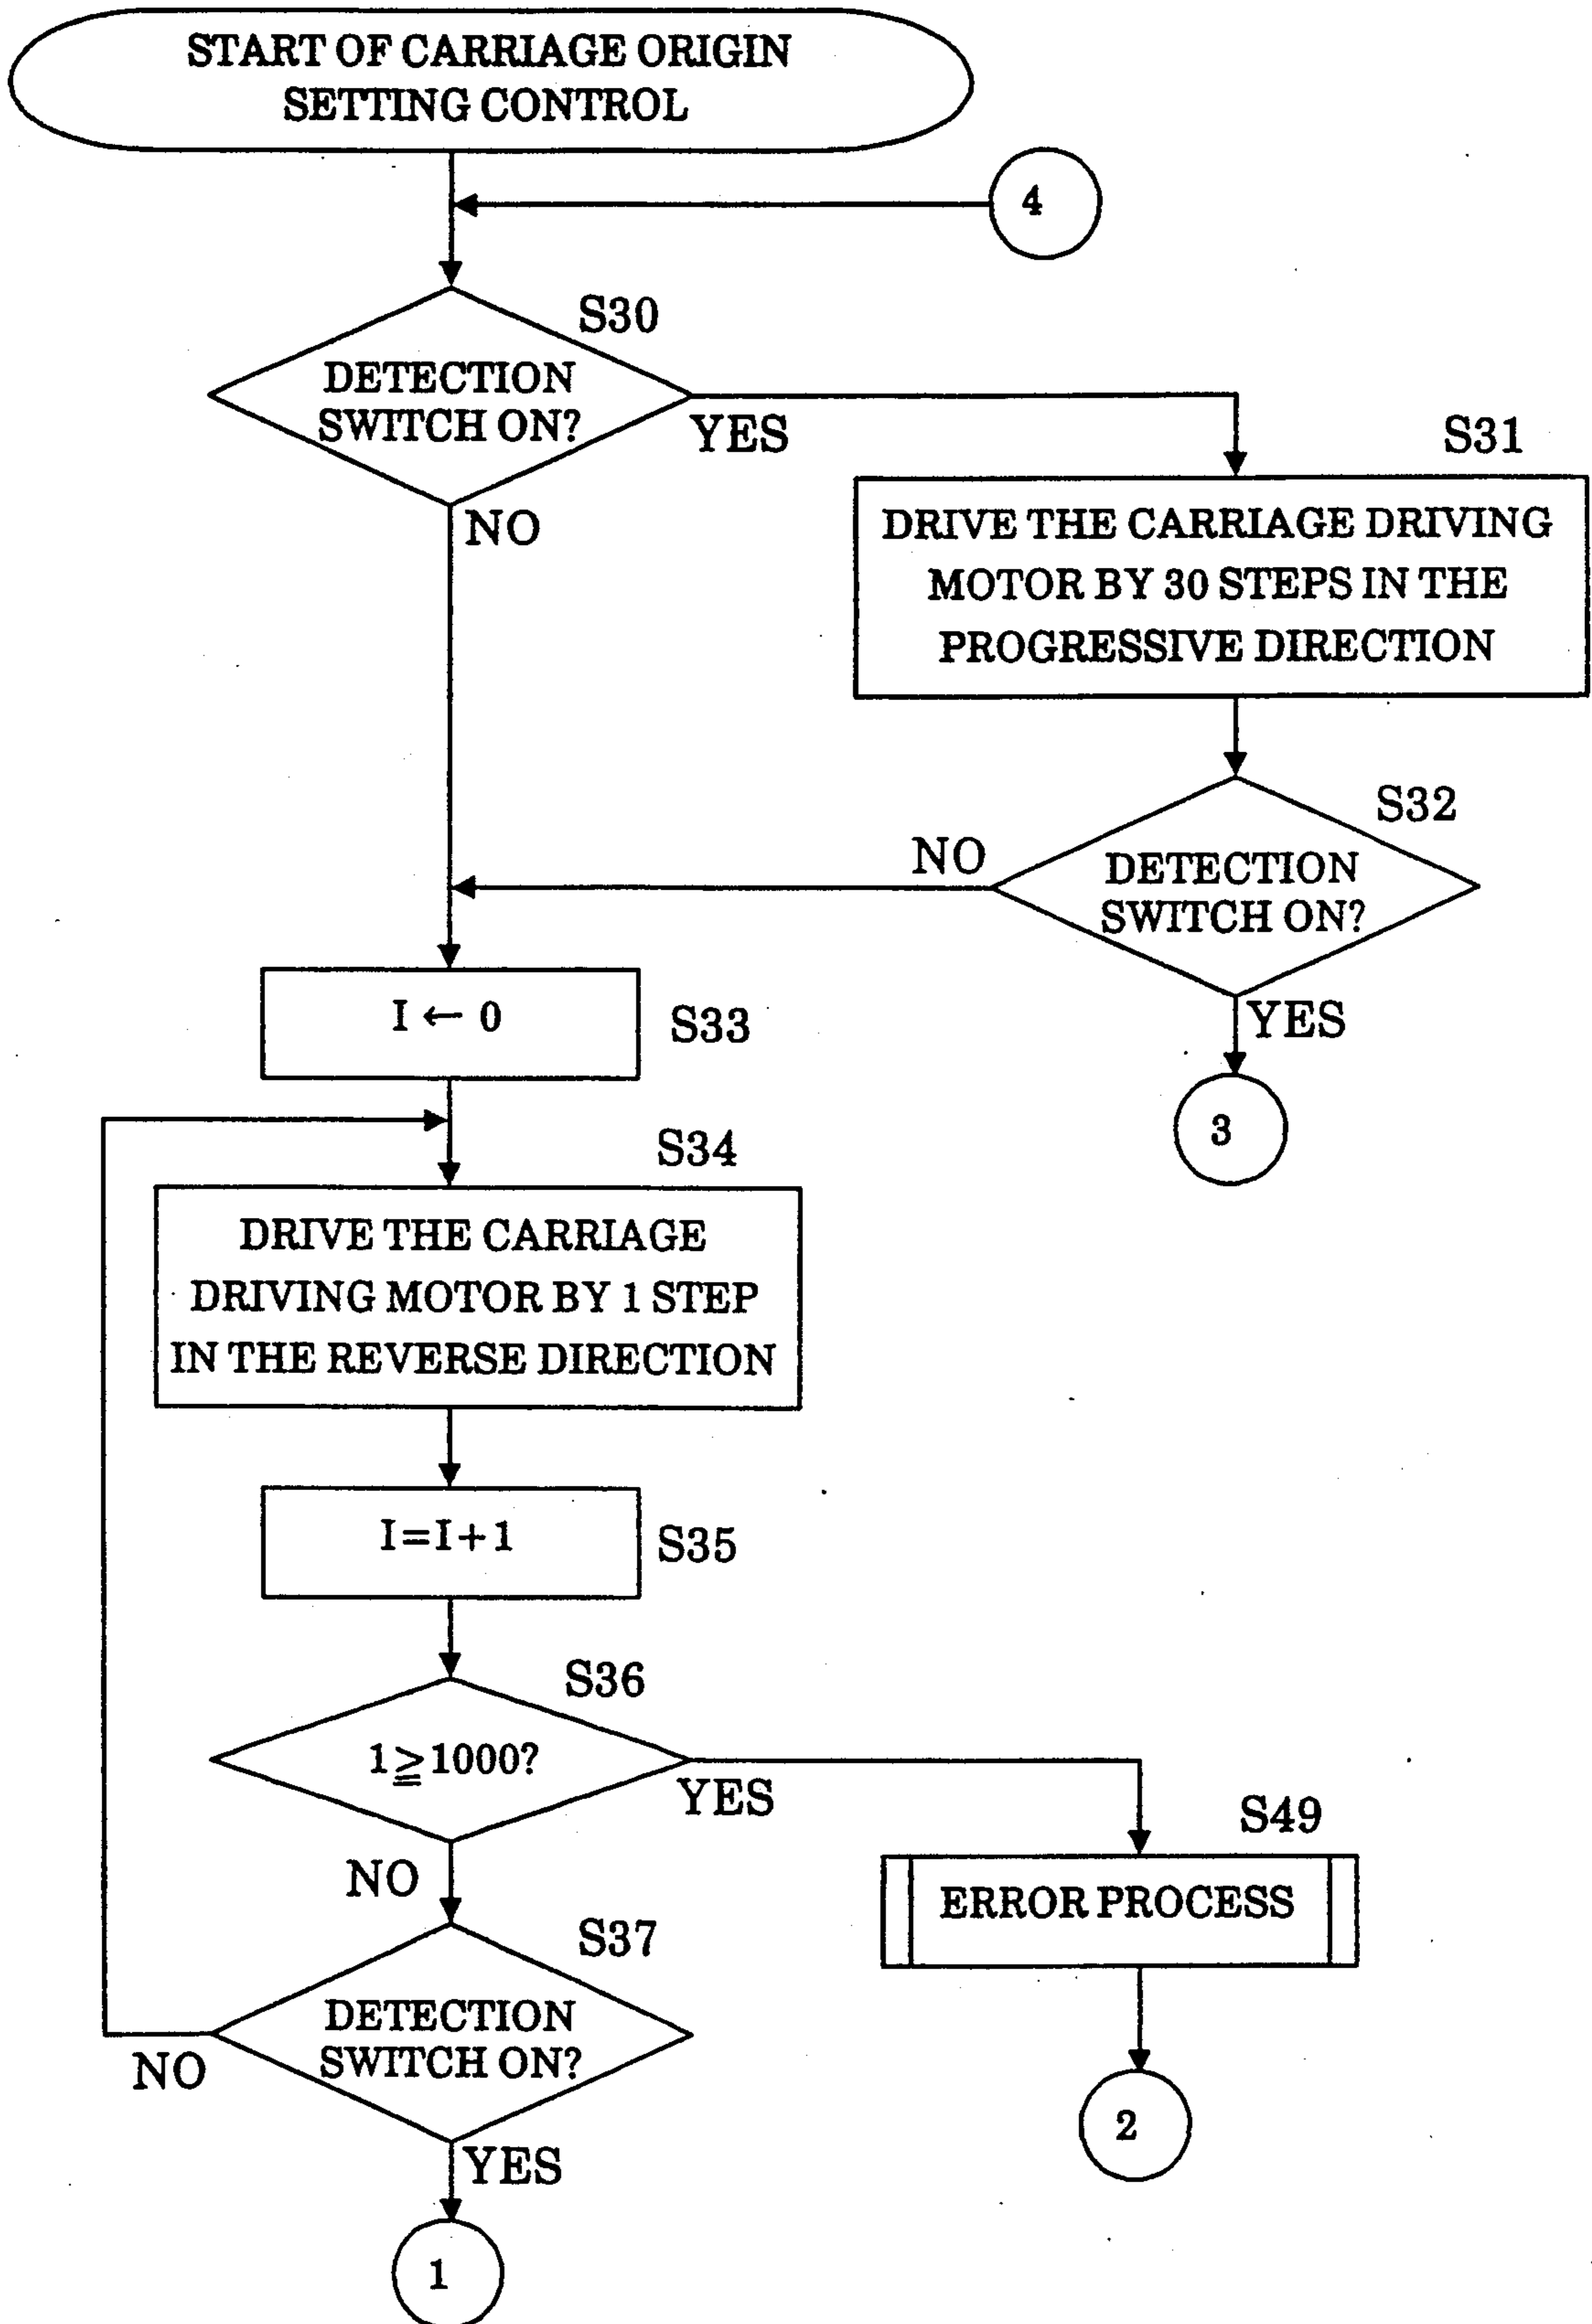 START OF CARRIAGE ORIGIN
SETTING CONTROL
4
S30
DETECTION
SWITCH ON?
YES
NO
S31
DRIVE THE CARRIAGE DRIVING
MOTOR BY 30 STEPS IN THE
PROGRESSIVE DIRECTION
S32
DETECTION
SWITCH ON?
NO
YES
3
I ← 0
S33
S34
DRIVE THE CARRIAGE
DRIVING MOTOR BY 1 STEP
IN THE REVERSE DIRECTION
I=I+1
S35
S36
1≧1000?
YES
NO
S49
ERROR PROCESS
2
S37
DETECTION
SWITCH ON?
NO
YES
1